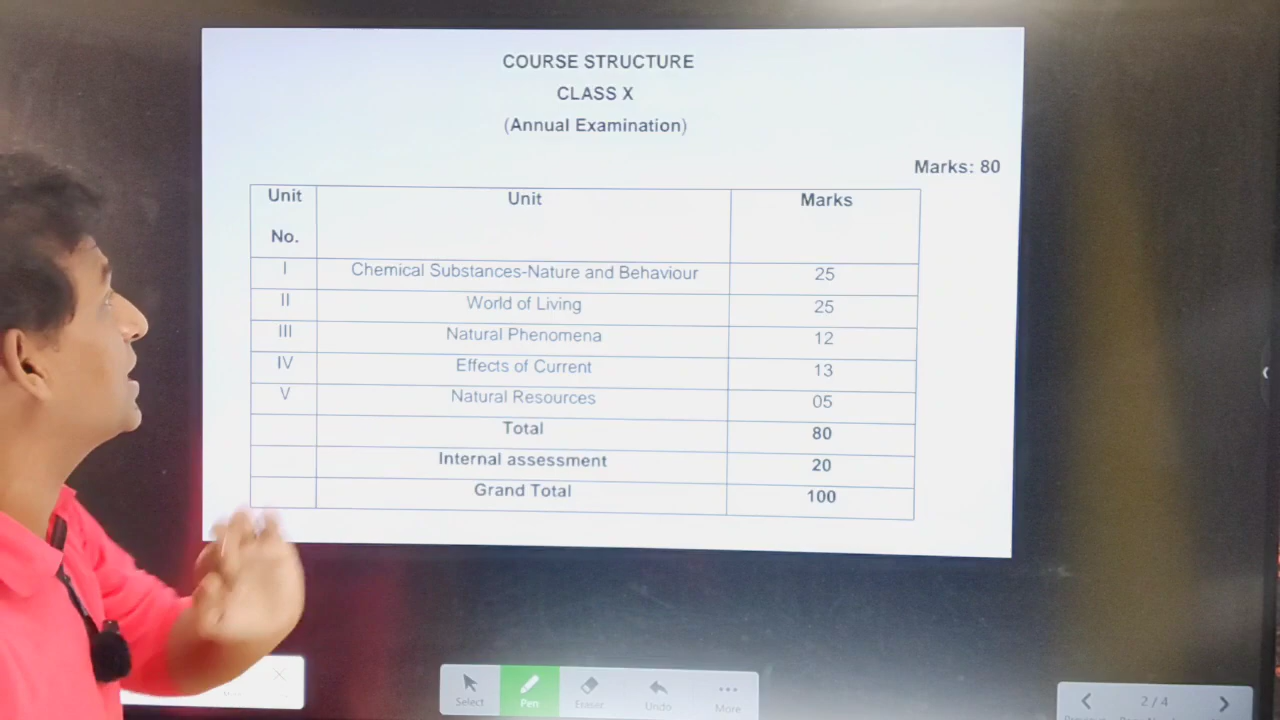 COURSE STRUCTURE
CLASS X
(Annual Examination)
Marks: 80
Unit No. Unit Marks
I Chemical Substances-Nature and Behaviour 25
II World of Living 25
III Natural Phenomena 12
IV Effects of Current 13
V Natural Resources 05
Total 80
Internal assessment 20
Grand Total 100
Select Pen Eraser Undo More
2/4